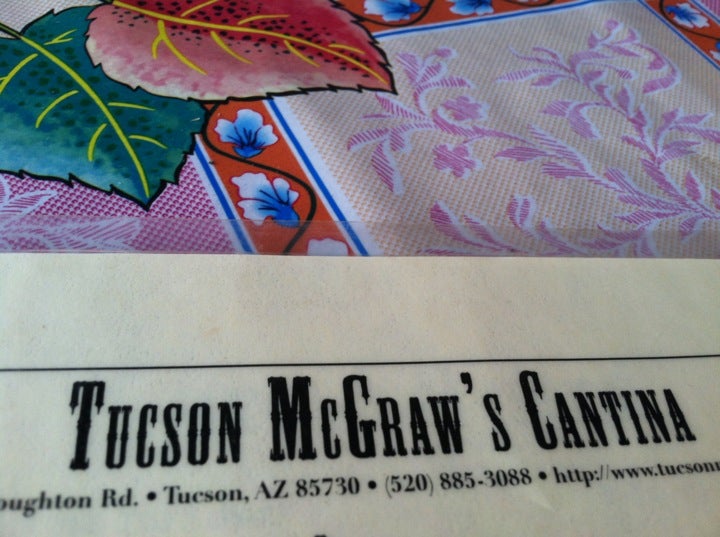 Tucson McGraw's Cantina
oughton Rd. • Tucson, AZ 85730 • (520) 885-3088 • http://www.tucson